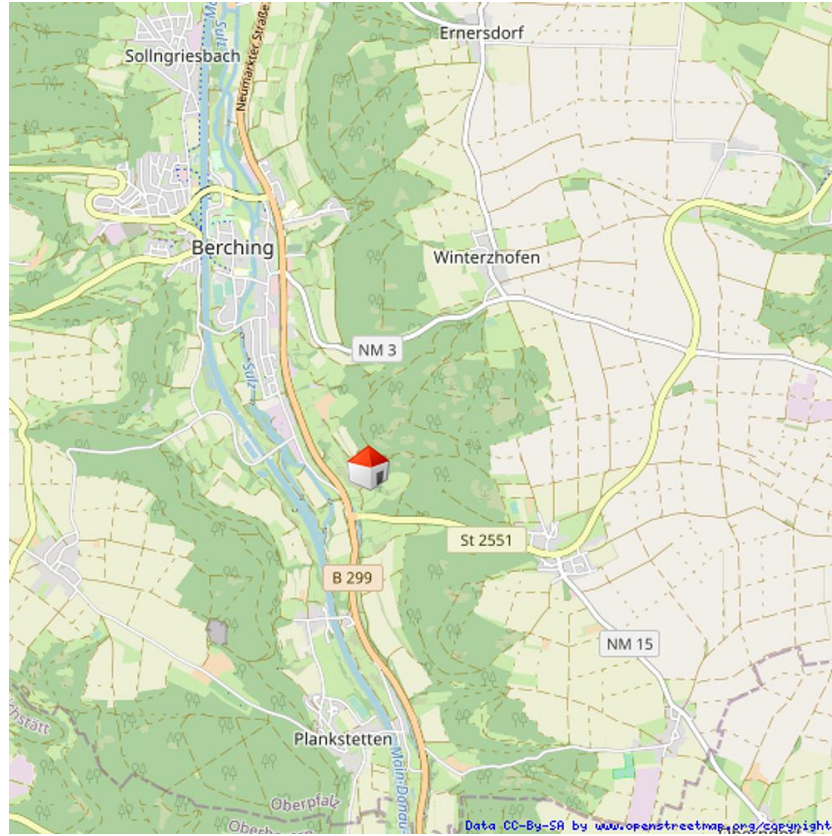 Ernersdorf
Sollngriesbach
Sulz
Neumarkter Straße
Berching
Winterzhofen
NM 3
Sulz
St 2551
B 299
NM 15
Plankstetten
Main-Donau
Oberpfalz
Data CC-By-SA by www.openstreetmap.org/copyright